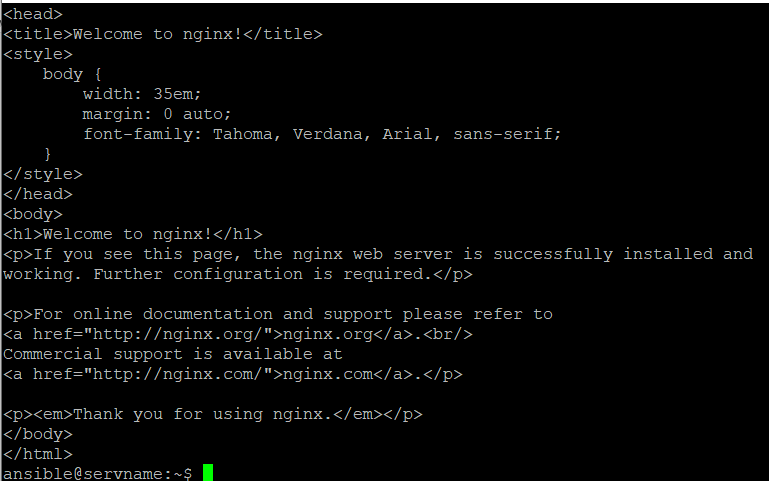 <head>
<title>Welcome to nginx!</title>
<style>
    body {
        width: 35em;
        margin: 0 auto;
        font-family: Tahoma, Verdana, Arial, sans-serif;
    }
</style>
</head>
<body>
<h1>Welcome to nginx!</h1>
<p>If you see this page, the nginx web server is successfully installed and
working. Further configuration is required.</p>

<p>For online documentation and support please refer to
<a href="http://nginx.org/">nginx.org</a>.<br/>
Commercial support is available at
<a href="http://nginx.com/">nginx.com</a>.</p>

<p><em>Thank you for using nginx.</em></p>
</body>
</html>
ansible@servname:~$